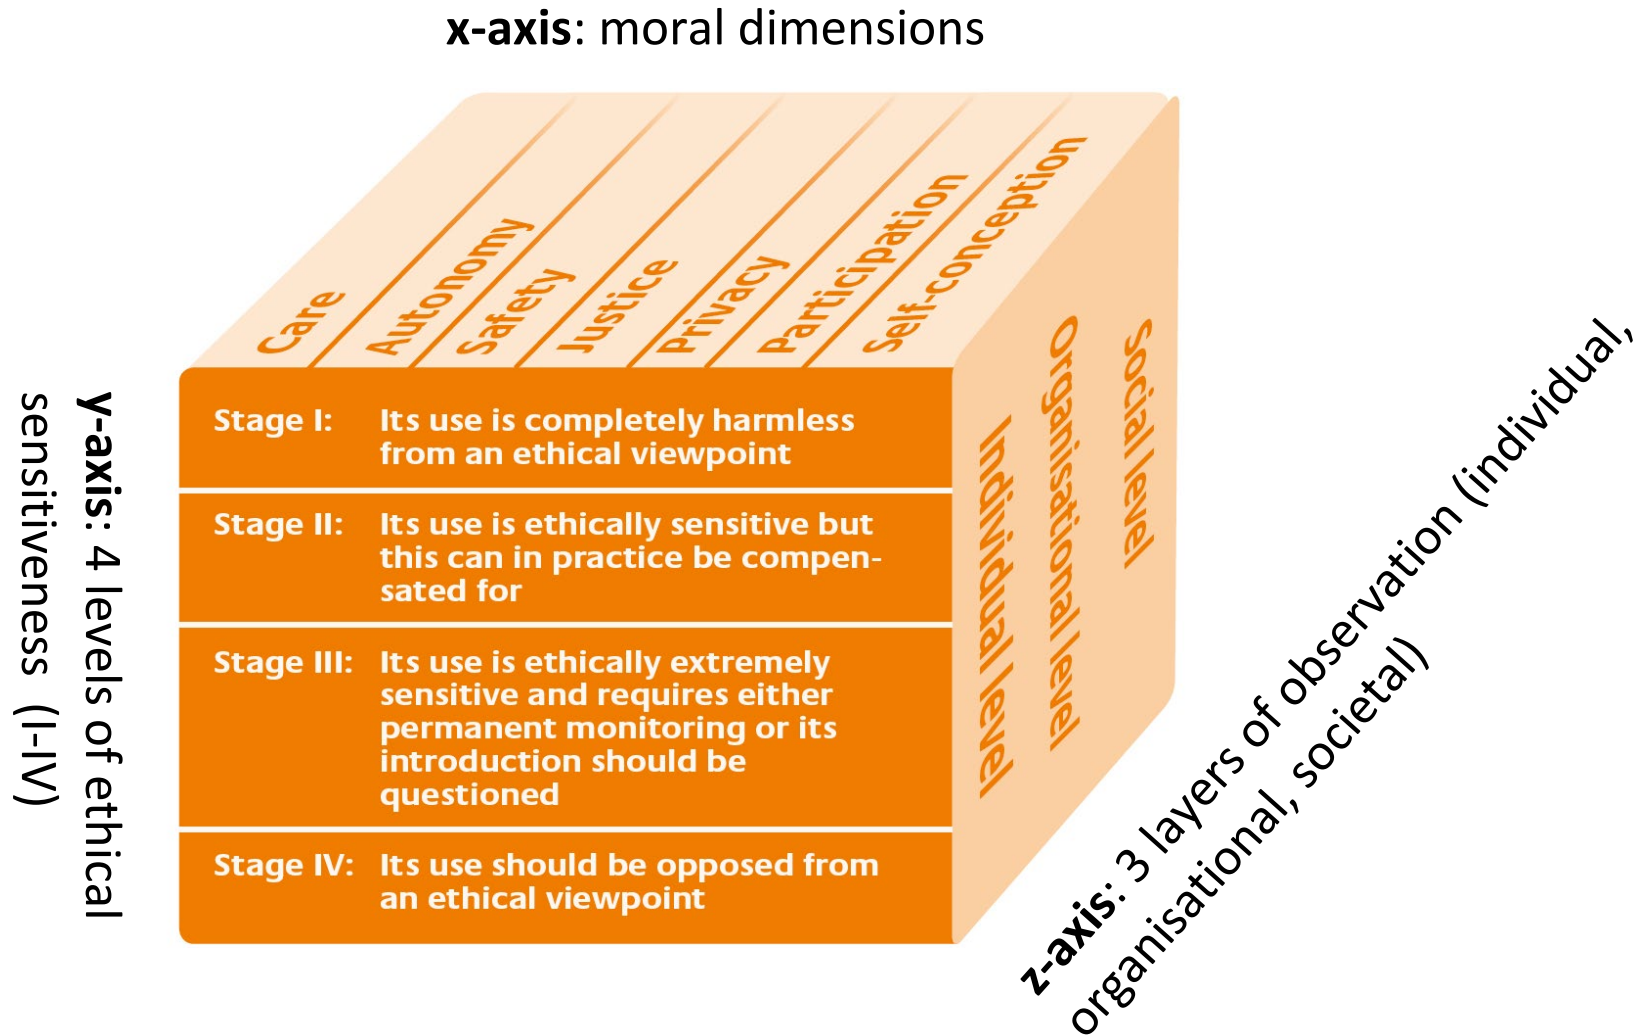 x-axis: moral dimensions
Care
Autonomy
Safety
Justice
Privacy
Participation
Self-conception
Stage I: Its use is completely harmless
from an ethical viewpoint
Stage II: Its use is ethically sensitive but
this can in practice be compen-
sated for
Stage III: Its use is ethically extremely
sensitive and requires either
permanent monitoring or its
introduction should be
questioned
Stage IV: Its use should be opposed from
an ethical viewpoint
Individual level
Organisational level
Social level
y-axis: 4 levels of ethical
sensitiveness (I-IV)
z-axis: 3 layers of observation (individual,
organisational, societal)